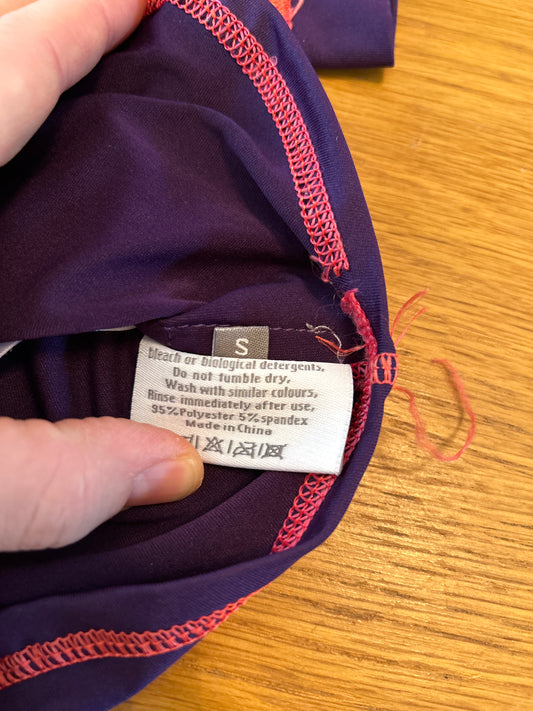 S
bleach or biological detergents,
Do not tumble dry,
Wash with similar colours,
Rinse immediately after use,
95%Polyester 5% spandex
Made in China